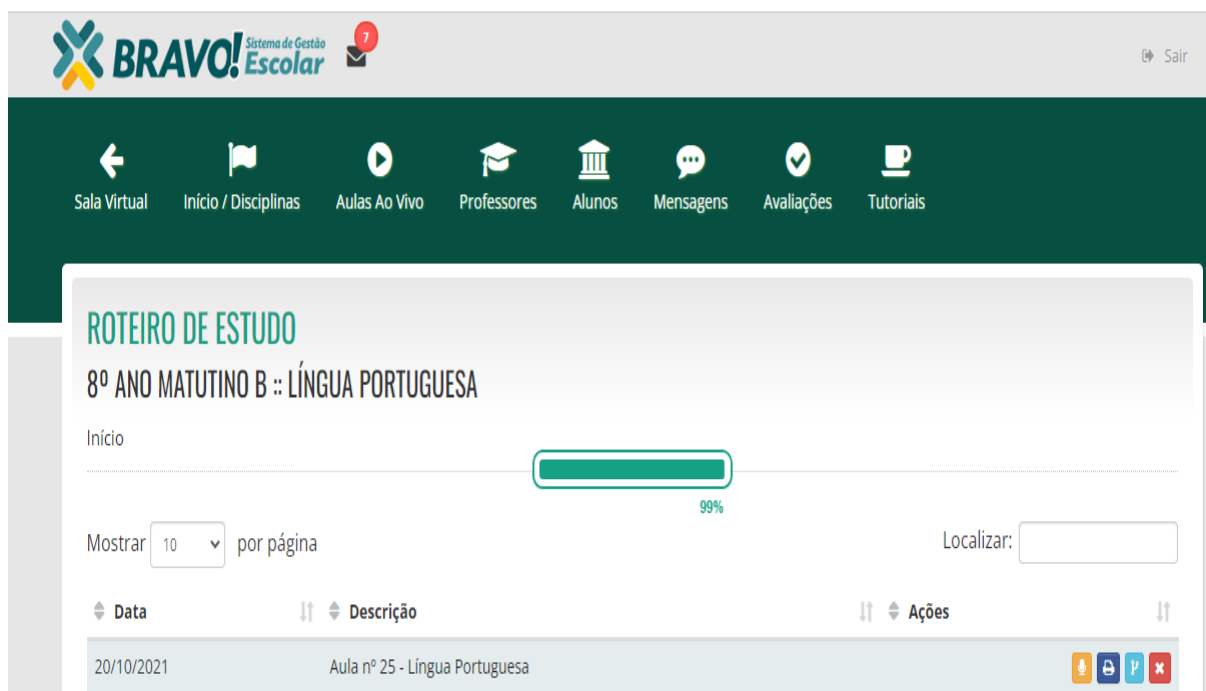 BRAVO! Sistema de Gestão Escolar 7
Sair
Sala Virtual Início / Disciplinas Aulas Ao Vivo Professores Alunos Mensagens Avaliações Tutoriais
ROTEIRO DE ESTUDO
8º ANO MATUTINO B :: LÍNGUA PORTUGUESA
Início
99%
Mostrar 10 por página Localizar:
Data Descrição Ações
20/10/2021 Aula nº 25 - Língua Portuguesa